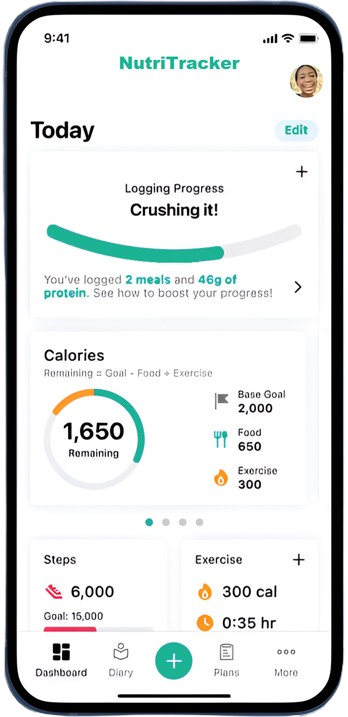 9:41
NutriTracker
Today
Edit
+
Logging Progress
Crushing it!
You've logged 2 meals and 46g of
protein. See how to boost your progress!
Calories
Remaining = Goal - Food + Exercise
1,650
Remaining
Base Goal
2,000
Food
650
Exercise
300
Steps
6,000
Goal: 15,000
Exercise
+
300 cal
0:35 hr
+
Dashboard
Diary
Plans
More